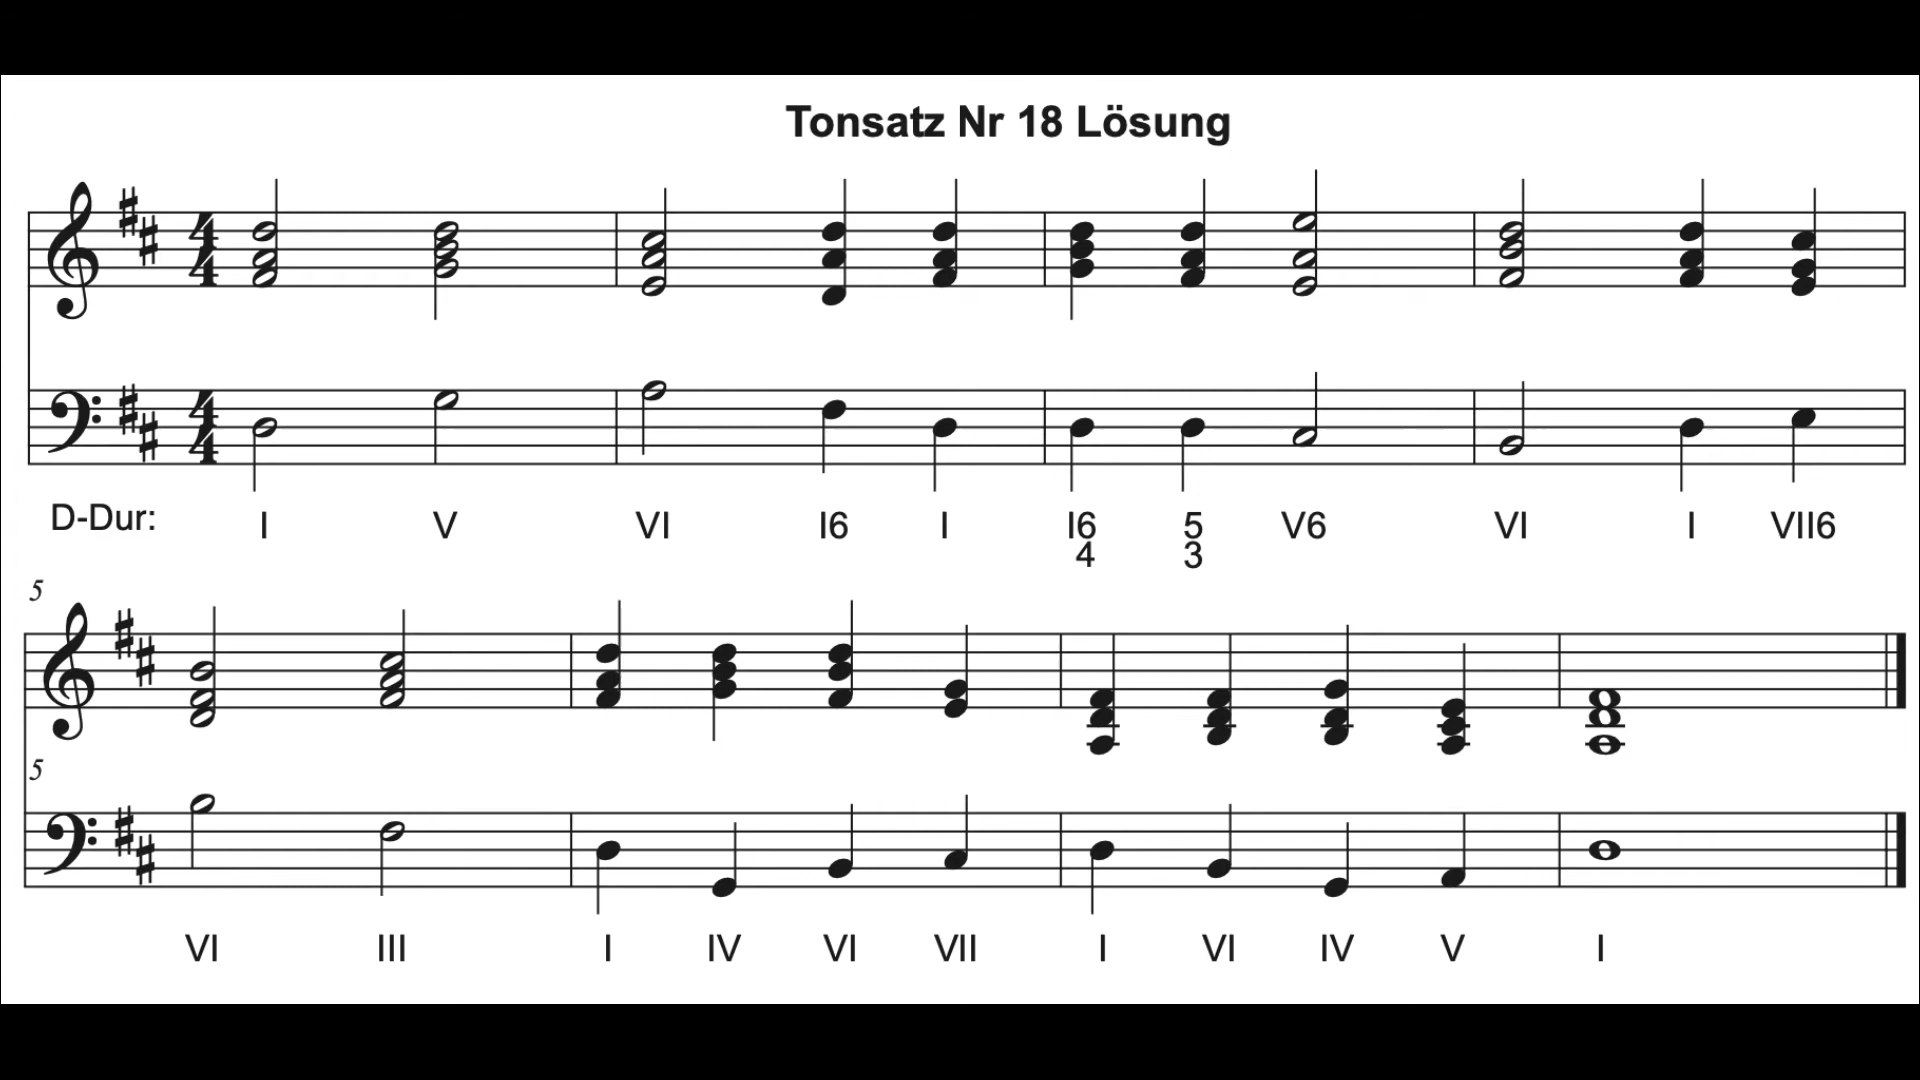 Tonsatz Nr 18 Lösung
4 4
4 4
D-Dur: I V VI I6 I I6 5 V6 VI I VII6
4 3
5
5
VI III I IV VI VII I VI IV V I